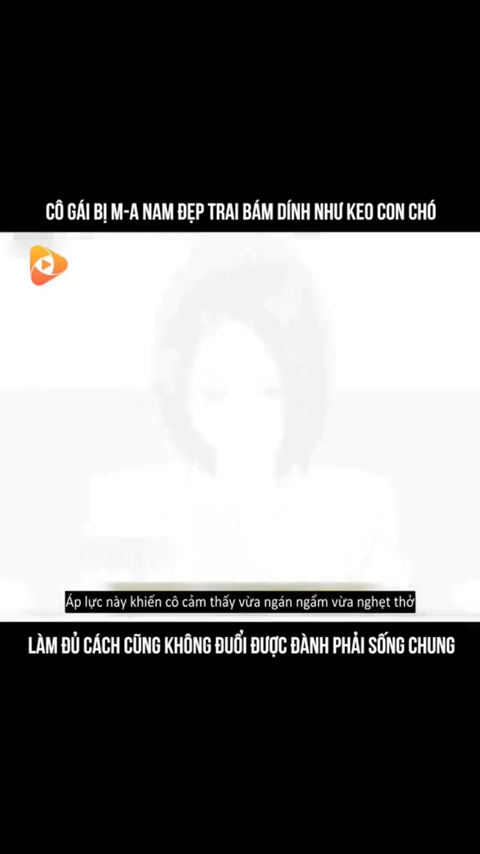 CÔ GÁI BỊ M-A NAM ĐẸP TRAI BÁM DÍNH NHƯ KEO CON CHÓ
Áp lực này khiến cô cảm thấy vừa ngán ngẩm vừa nghẹt thở
LÀM ĐỦ CÁCH CŨNG KHÔNG ĐUỔI ĐƯỢC ĐÀNH PHẢI SỐNG CHUNG